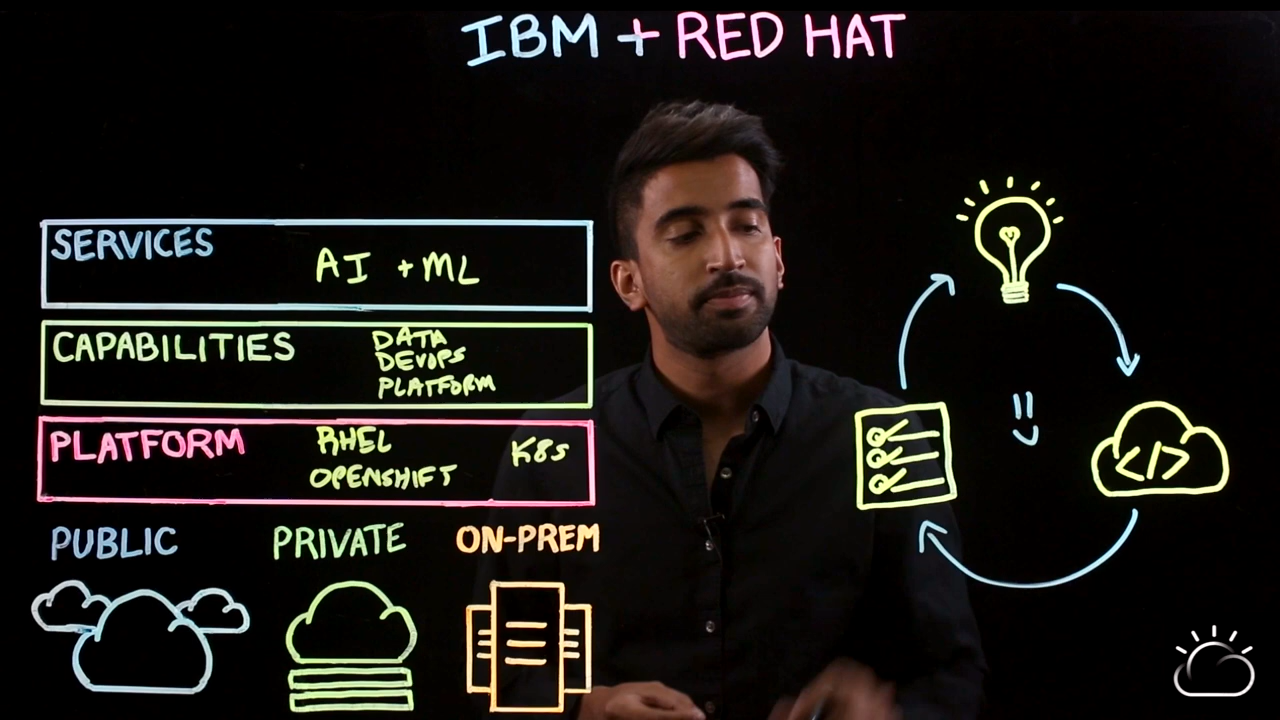 IBM + RED HAT
SERVICES
AI + ML
CAPABILITIES
DATA
DEVOPS
PLATFORM
PLATFORM
RHEL
OPENSHIFT
K8s
PUBLIC
PRIVATE
ON-PREM
</>